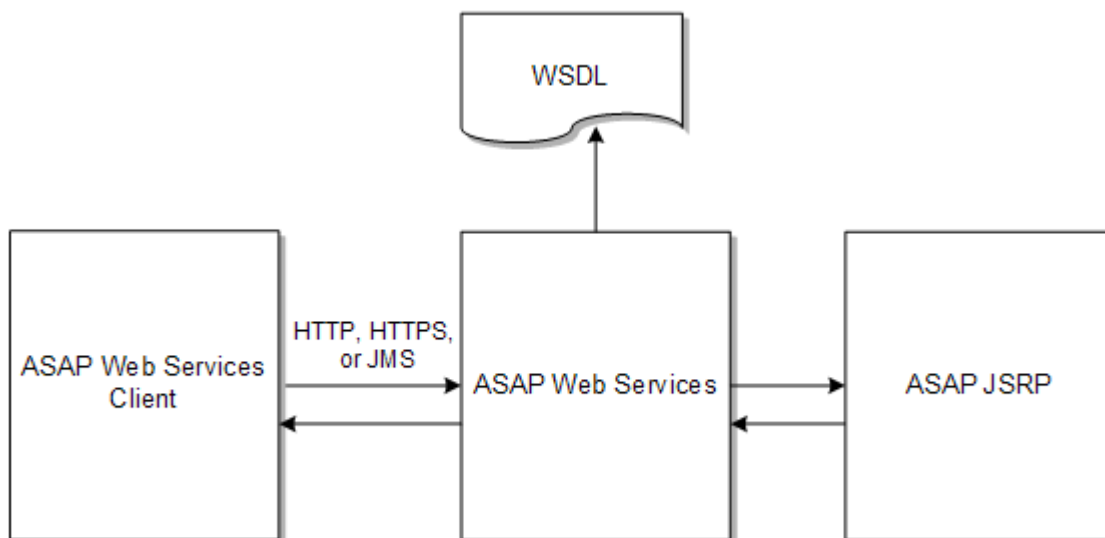 WSDL
HTTP, HTTPS,
or JMS
ASAP Web Services
Client
ASAP Web Services
ASAP JSRP